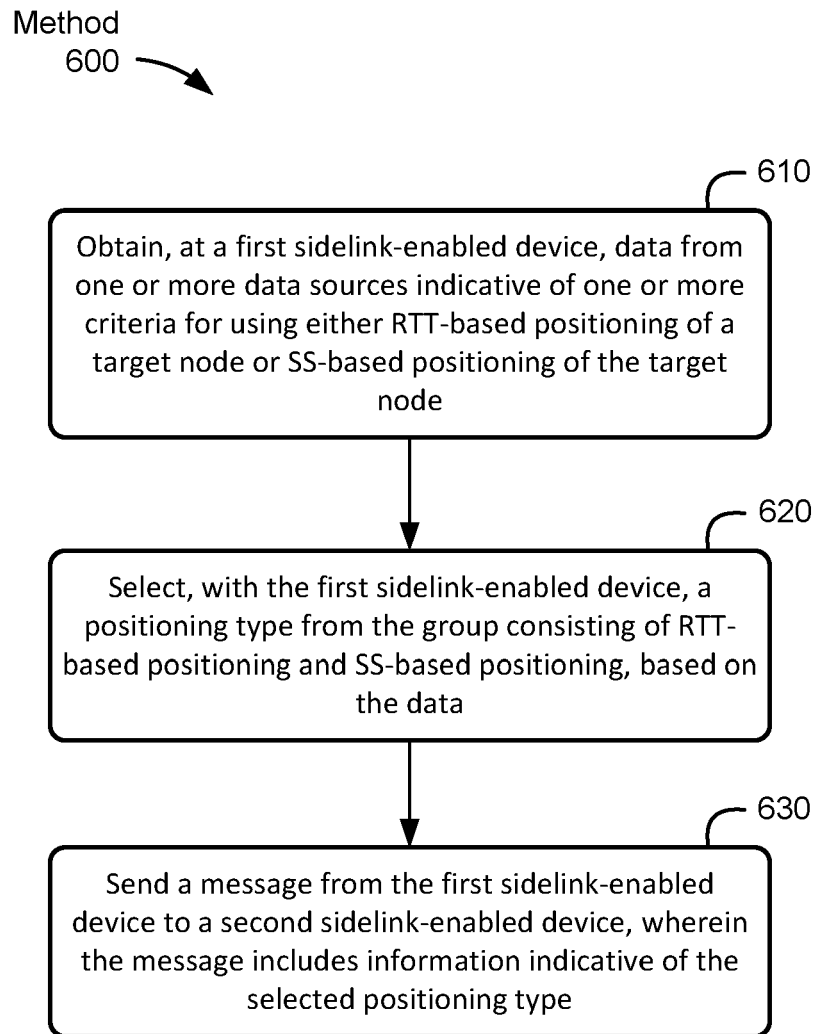 Method
600
610
Obtain, at a first sidelink-enabled device, data from
one or more data sources indicative of one or more
criteria for using either RTT-based positioning of a
target node or SS-based positioning of the target
node
620
Select, with the first sidelink-enabled device, a
positioning type from the group consisting of RTT-
based positioning and SS-based positioning, based on
the data
630
Send a message from the first sidelink-enabled
device to a second sidelink-enabled device, wherein
the message includes information indicative of the
selected positioning type